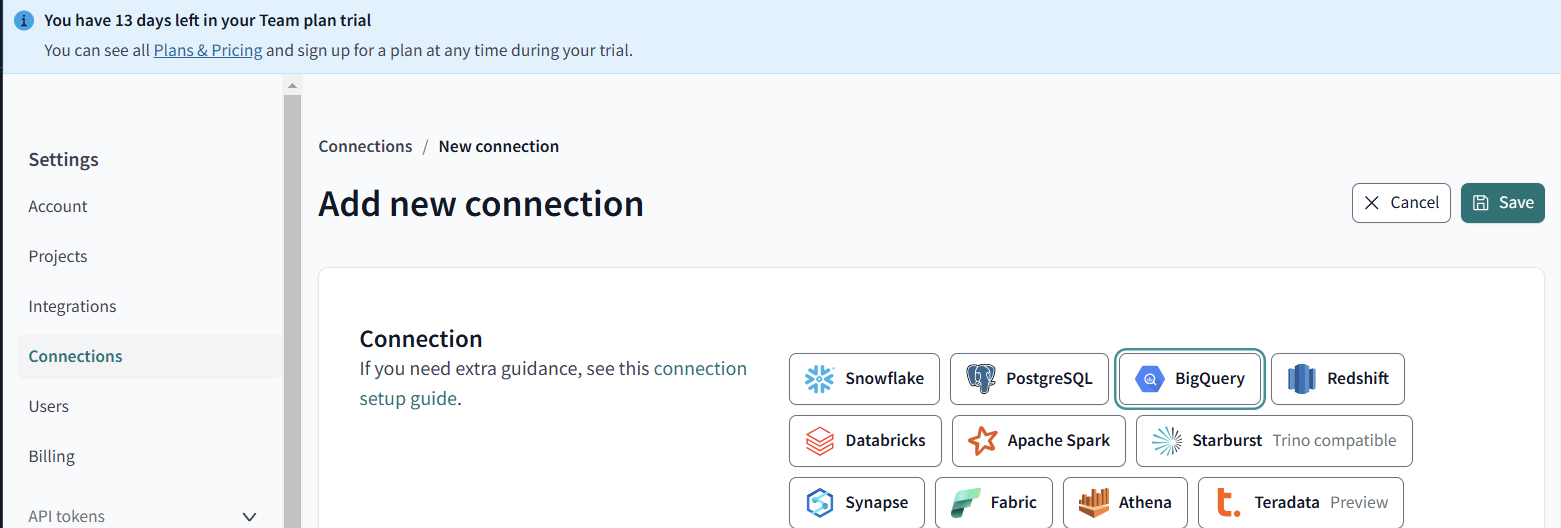 You have 13 days left in your Team plan trial
You can see all Plans & Pricing and sign up for a plan at any time during your trial.
Settings
Account
Projects
Integrations
Connections
Users
Billing
API tokens
Connections / New connection
Add new connection
Cancel
Save
Connection
If you need extra guidance, see this connection
setup guide.
Snowflake
PostgreSQL
BigQuery
Redshift
Databricks
Apache Spark
Starburst Trino compatible
Synapse
Fabric
Athena
Teradata Preview